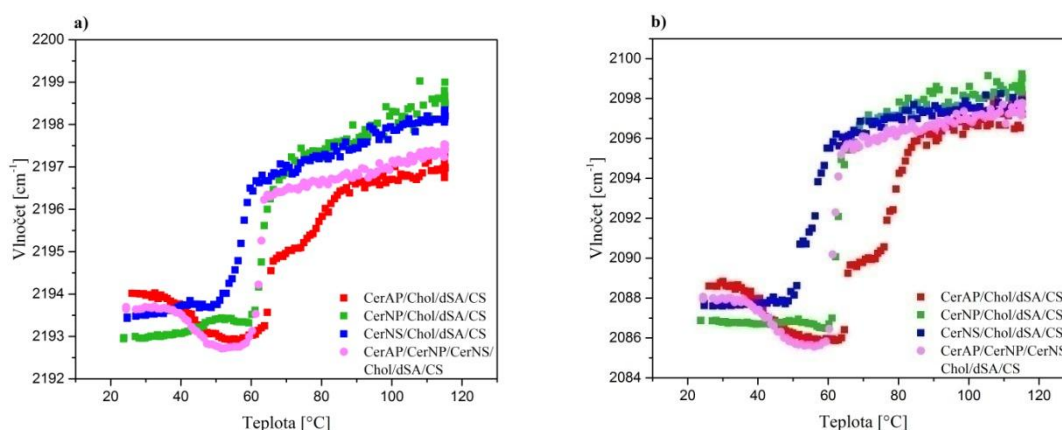 a)
2200
2199
2198
2197
2196
2195
2194
2193
2192
Vlnočet [cm-1]
20
40
60
80
100
120
Teplota [°C]
CerAP/Chol/dSA/CS
CerNP/Chol/dSA/CS
CerNS/Chol/dSA/CS
CerAP/CerNP/CerNS/
Chol/dSA/CS
b)
2100
2098
2096
2094
2092
2090
2088
2086
2084
Vlnočet [cm-1]
20
40
60
80
100
120
Teplota [°C]
CerAP/Chol/dSA/CS
CerNP/Chol/dSA/CS
CerNS/Chol/dSA/CS
CerAP/CerNP/CerNS
Chol/dSA/CS